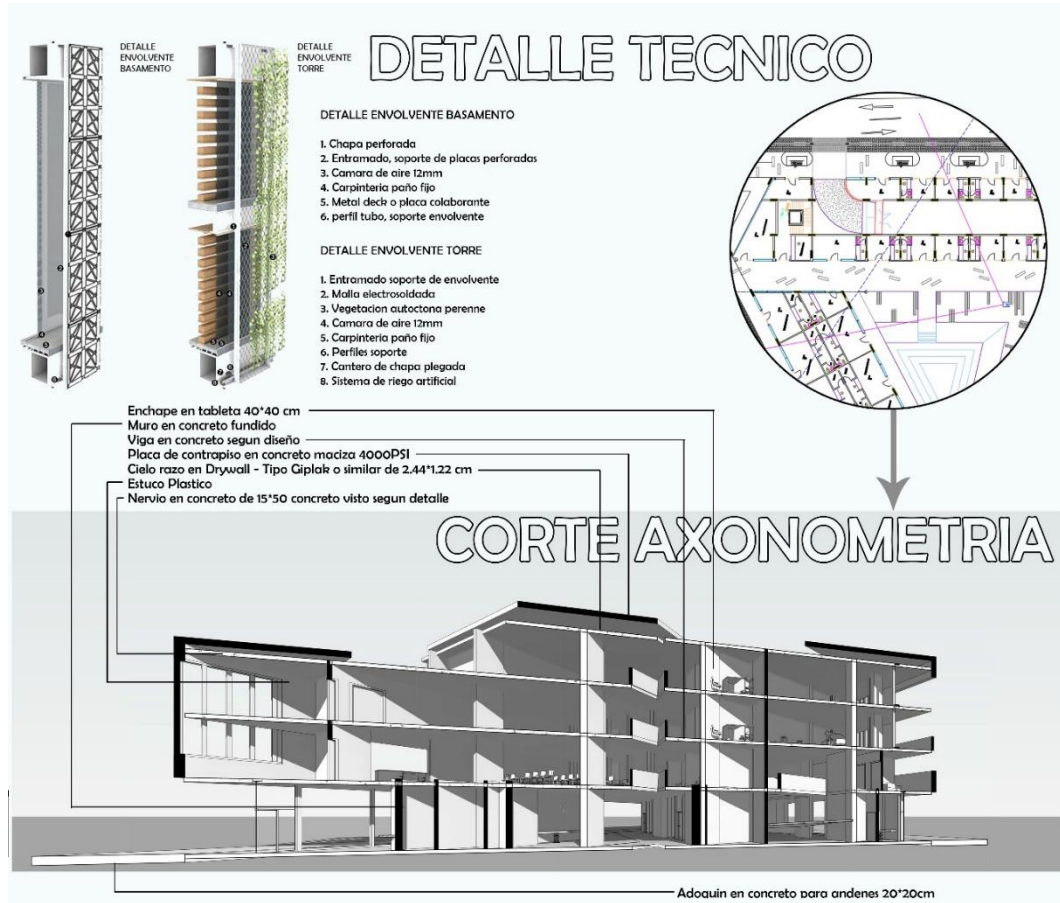 DETALLE
ENVOLVENTE
BASAMENTO
DETALLE
ENVOLVENTE
TORRE
DETALLE TECNICO
DETALLE ENVOLVENTE BASAMENTO
1. Chapa perforada
2. Entramado, soporte de placas perforadas
3. Camara de aire 12mm
4. Carpinteria paño fijo
5. Metal deck o placa colaborante
6. perfil tubo, soporte envolvente
DETALLE ENVOLVENTE TORRE
1. Entramado soporte de envolvente
2. Malla electrosoldada
3. Vegetacion autoctona perenne
4. Camara de aire 12mm
5. Carpinteria paño fijo
6. Perfiles soporte
7. Cantero de chapa plegada
8. Sistema de riego artificial
Enchape en tableta 40*40 cm
Muro en concreto fundido
Viga en concreto segun diseño
Placa de contrapiso en concreto maciza 4000PSI
Cielo razo en Drywall - Tipo Giplak o similar de 2.44*1.22 cm
Estuco Plastico
Nervio en concreto de 15*50 concreto visto segun detalle
CORTE AXONOMETRIA
Adoquin en concreto para andenes 20*20cm